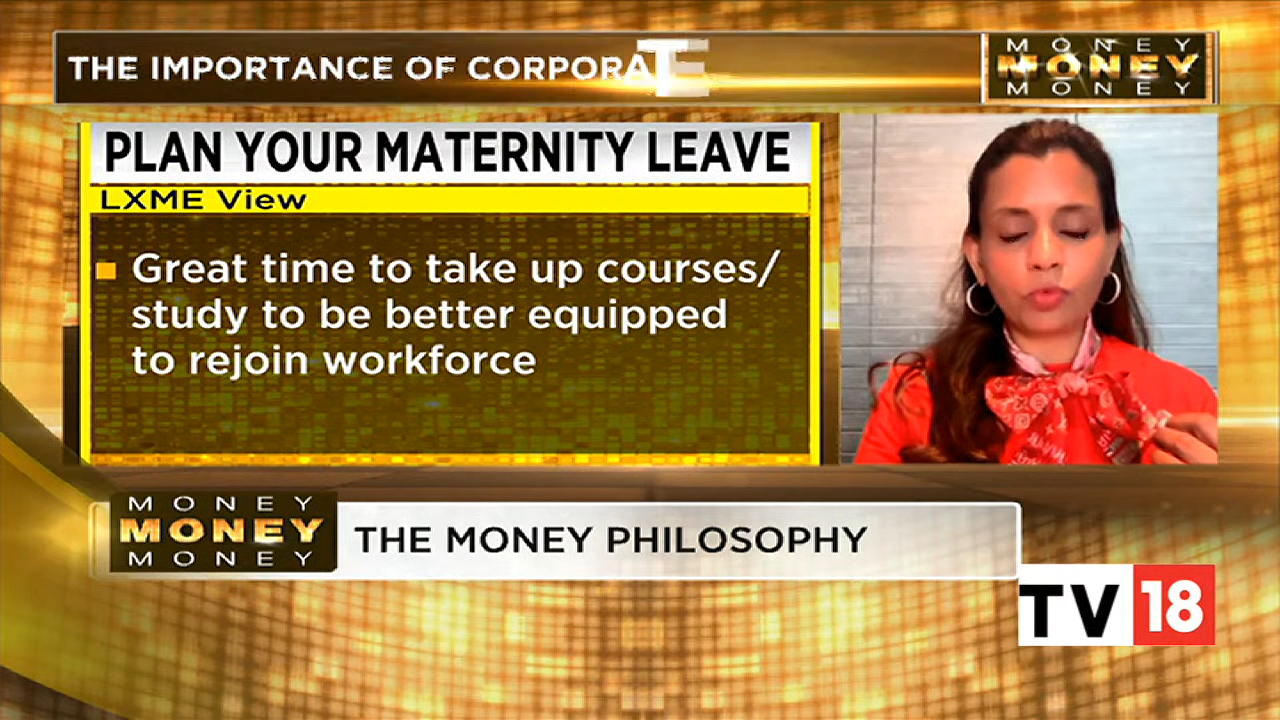 THE IMPORTANCE OF CORPORATE
MONEY
MONEY
MONEY
PLAN YOUR MATERNITY LEAVE
LXME View
Great time to take up courses/
study to be better equipped
to rejoin workforce
MONEY
MONEY
MONEY
THE MONEY PHILOSOPHY
TV18